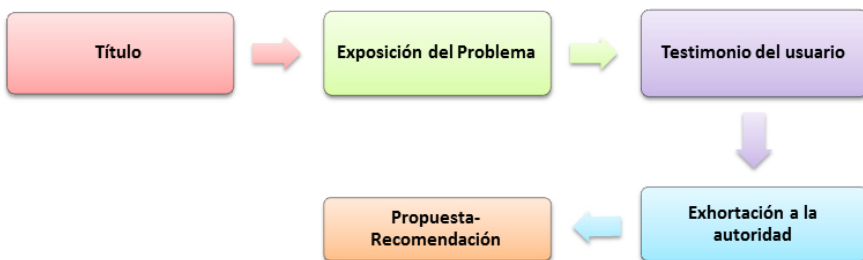 Título
Exposición del Problema
Testimonio del usuario
Exhortación a la
autoridad
Propuesta-
Recomendación